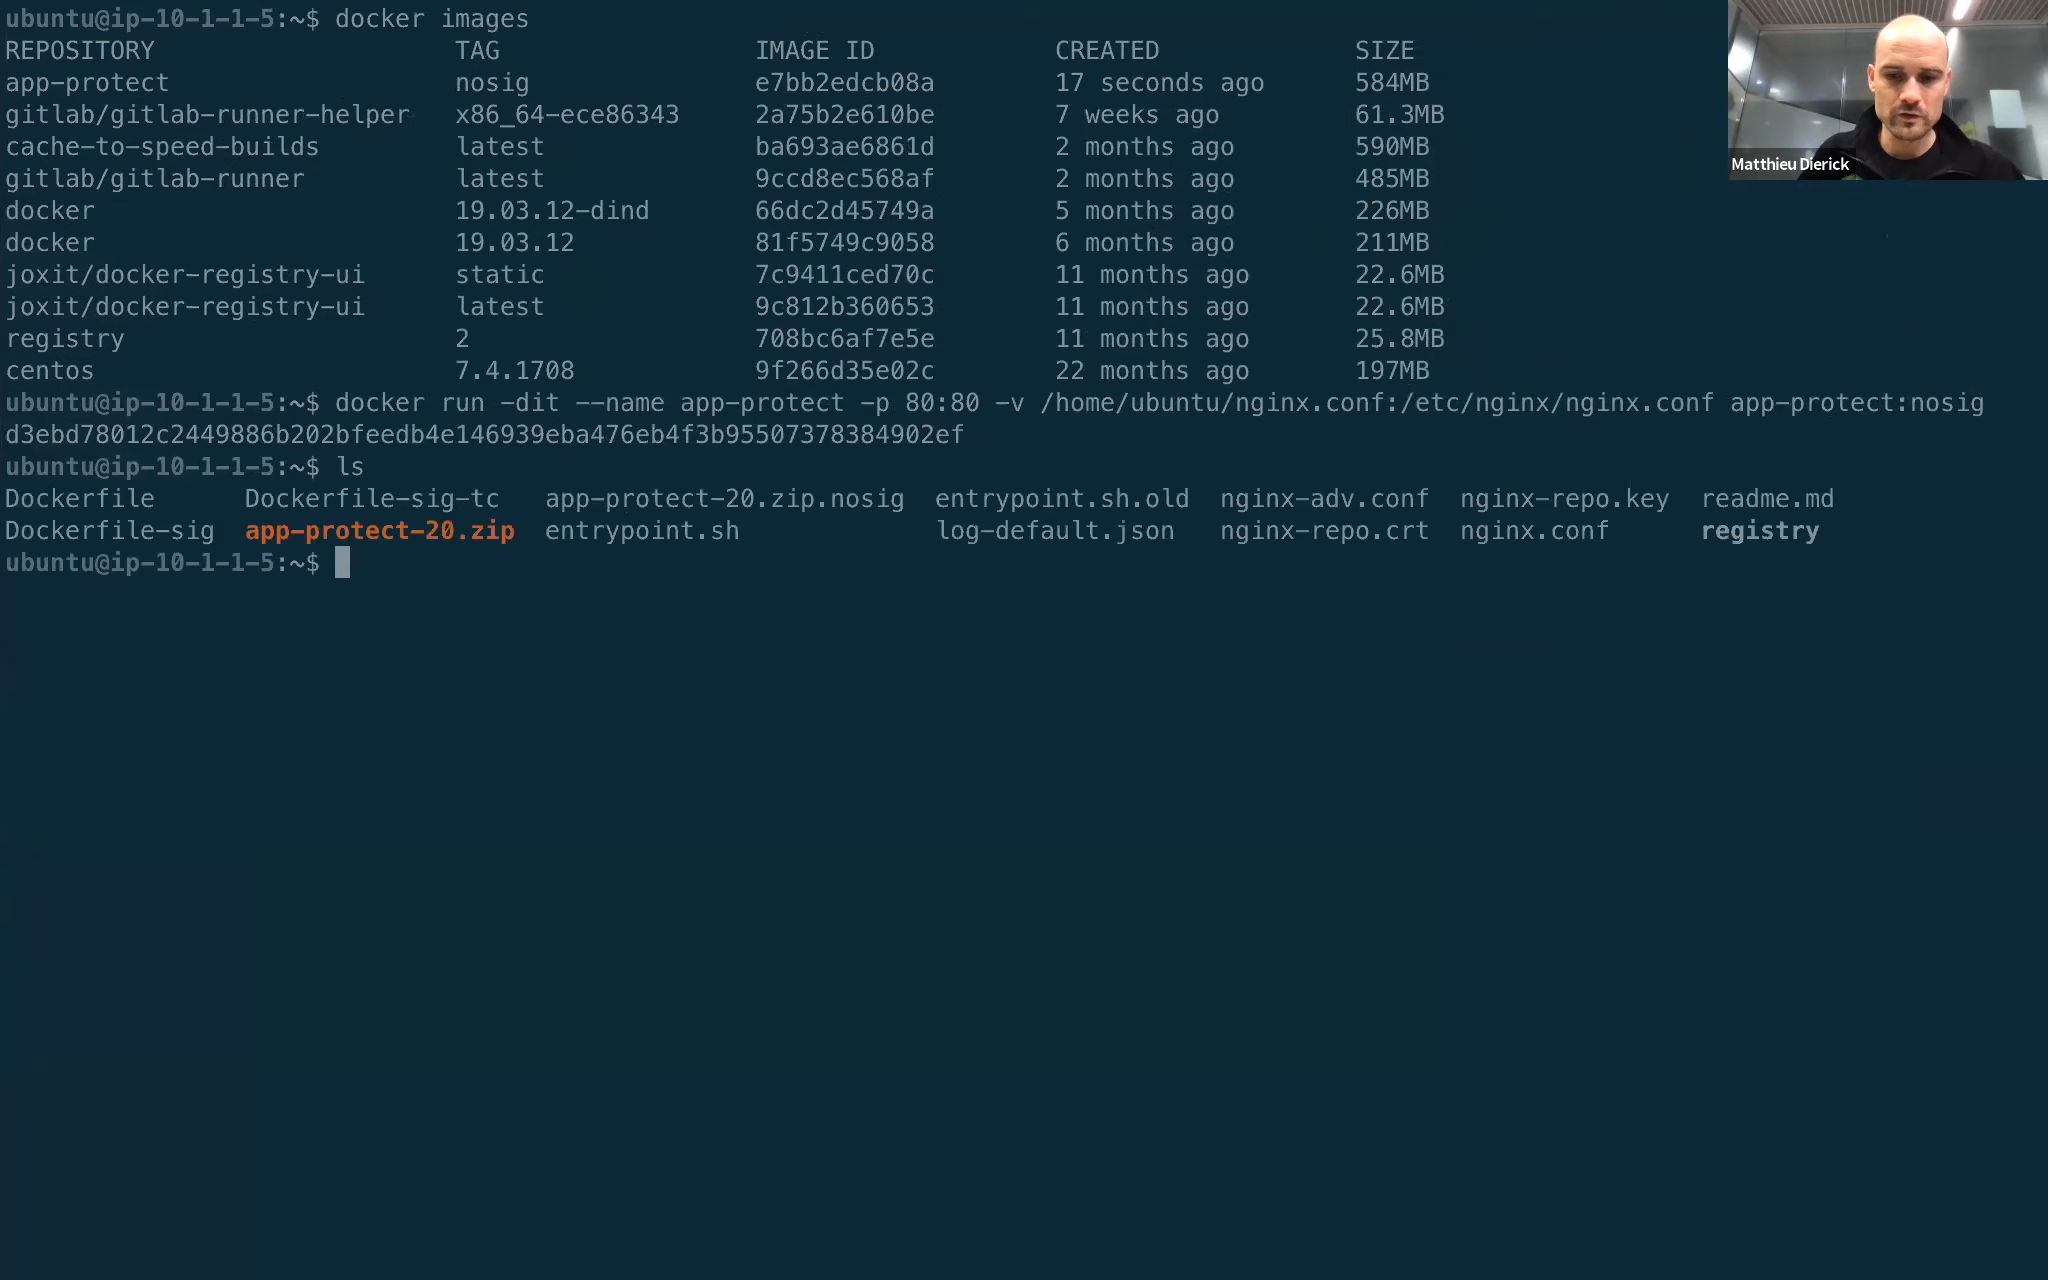 ubuntu@ip-10-1-1-5:~$ docker images
REPOSITORY TAG IMAGE ID CREATED SIZE
app-protect nosig e7bb2edcb08a 17 seconds ago 584MB
gitlab/gitlab-runner-helper x86_64-ece86343 2a75b2e610be 7 weeks ago 61.3MB
cache-to-speed-builds latest ba693ae6861d 2 months ago 590MB
gitlab/gitlab-runner latest 9ccd8ec568af 2 months ago 485MB
docker 19.03.12-dind 66dc2d45749a 5 months ago 226MB
docker 19.03.12 81f5749c9058 6 months ago 211MB
joxit/docker-registry-ui static 7c9411ced70c 11 months ago 22.6MB
joxit/docker-registry-ui latest 9c812b360653 11 months ago 22.6MB
registry 2 708bc6af7e5e 11 months ago 25.8MB
centos 7.4.1708 9f266d35e02c 22 months ago 197MB
ubuntu@ip-10-1-1-5:~$ docker run -dit --name app-protect -p 80:80 -v /home/ubuntu/nginx.conf:/etc/nginx/nginx.conf app-protect:nosig
d3ebd78012c2449886b202bfeedb4e146939eba476eb4f3b95507378384902ef
ubuntu@ip-10-1-1-5:~$ ls
Dockerfile Dockerfile-sig-tc app-protect-20.zip.nosig entrypoint.sh.old nginx-adv.conf nginx-repo.key readme.md
Dockerfile-sig app-protect-20.zip entrypoint.sh log-default.json nginx-repo.crt nginx.conf registry
ubuntu@ip-10-1-1-5:~$
Matthieu Dierick